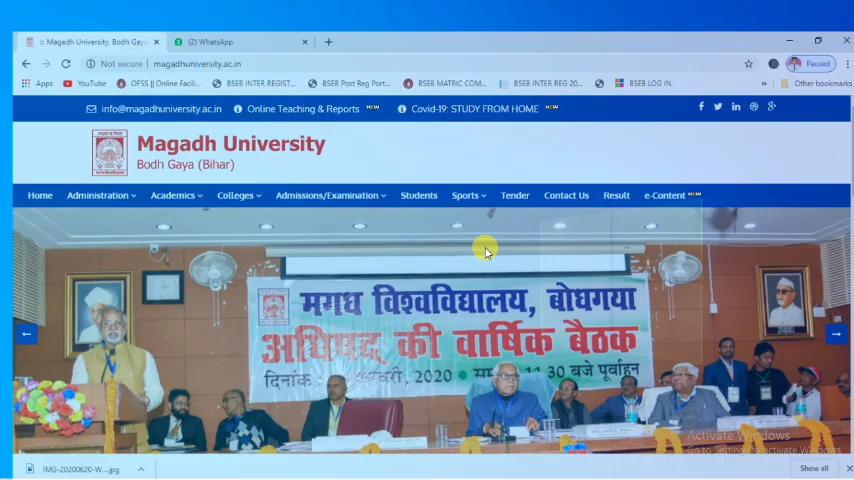 :: Magadh University, Bodh Gaya
(2) WhatsApp
Not secure
magadhuniversity.ac.in
Paused
Apps
YouTube
OFSS || Online Facili...
BSEB INTER REGIST...
BSEB Post Reg Port...
BSEB MATRIC COM...
BSEB INTER REG 20...
BSEB LOG IN
»
Other bookmarks
info@magadhuniversity.ac.in
Online Teaching & Reports NEW
Covid-19: STUDY FROM HOME NEW
Magadh University
Bodh Gaya (Bihar)
Home
Administration
Academics
Colleges
Admissions/Examination
Students
Sports
Tender
Contact Us
Result
e-Content NEW
मगध विश्वविद्यालय, बोधगया
अधिषद् की वार्षिक बैठक
दिनांक 2020 11.30 बजे पूर्वाहन
Activate Windows
Go to Settings to activate Windows.
IMG-20200620-W....jpg
Show all